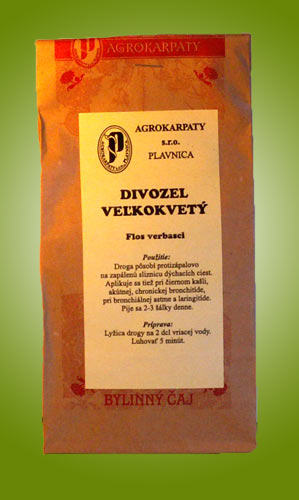 AGROKARPATY
AGROKARPATY
s.r.o.
PLAVNICA
DIVOZEL
VEĽKOKVETÝ
Flos verbasci
Použitie:
Droga pôsobí protizápalovo
na zapálenú sliznicu dýchacích ciest.
Aplikuje sa tiež pri čiernom kašli,
akútnej, chronickej bronchitíde,
pri bronchiálnej astme a laringitíde.
Pije sa 2-3 šálky denne.
Príprava:
Lyžica drogy na 2 dcl vriacej vody.
Luhovať 5 minút.
BYLINNÝ ČAJ